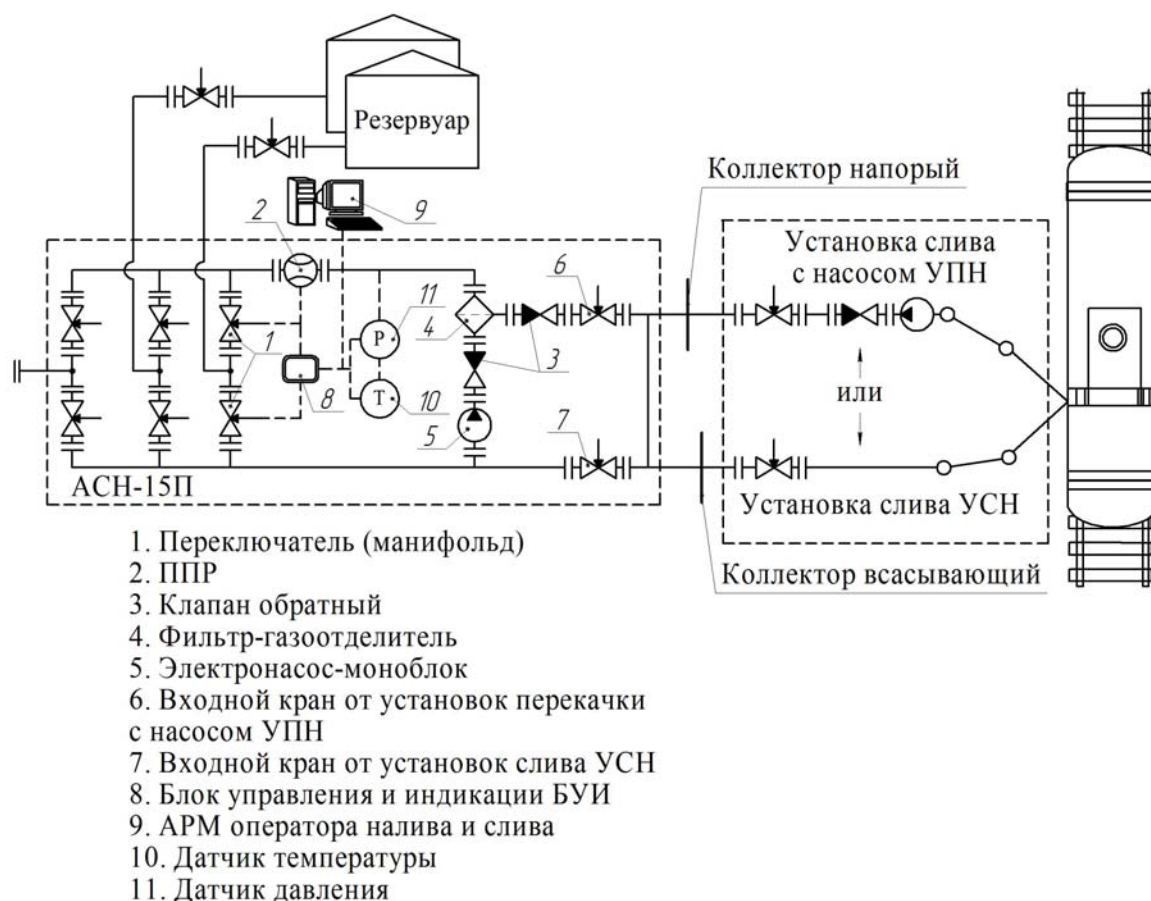 Резервуар
9
2
Коллектор напорый
Установка слива
с насосом УПН
6
11
P
4
3
1
8
T
10
5
7
или
АСН-15П
Установка слива УСН
Коллектор всасывающий
1. Переключатель (манифольд)
2. ППР
3. Клапан обратный
4. Фильтр-газоотделитель
5. Электронасос-моноблок
6. Входной кран от установок перекачки
с насосом УПН
7. Входной кран от установок слива УСН
8. Блок управления и индикации БУИ
9. АРМ оператора налива и слива
10. Датчик температуры
11. Датчик давления